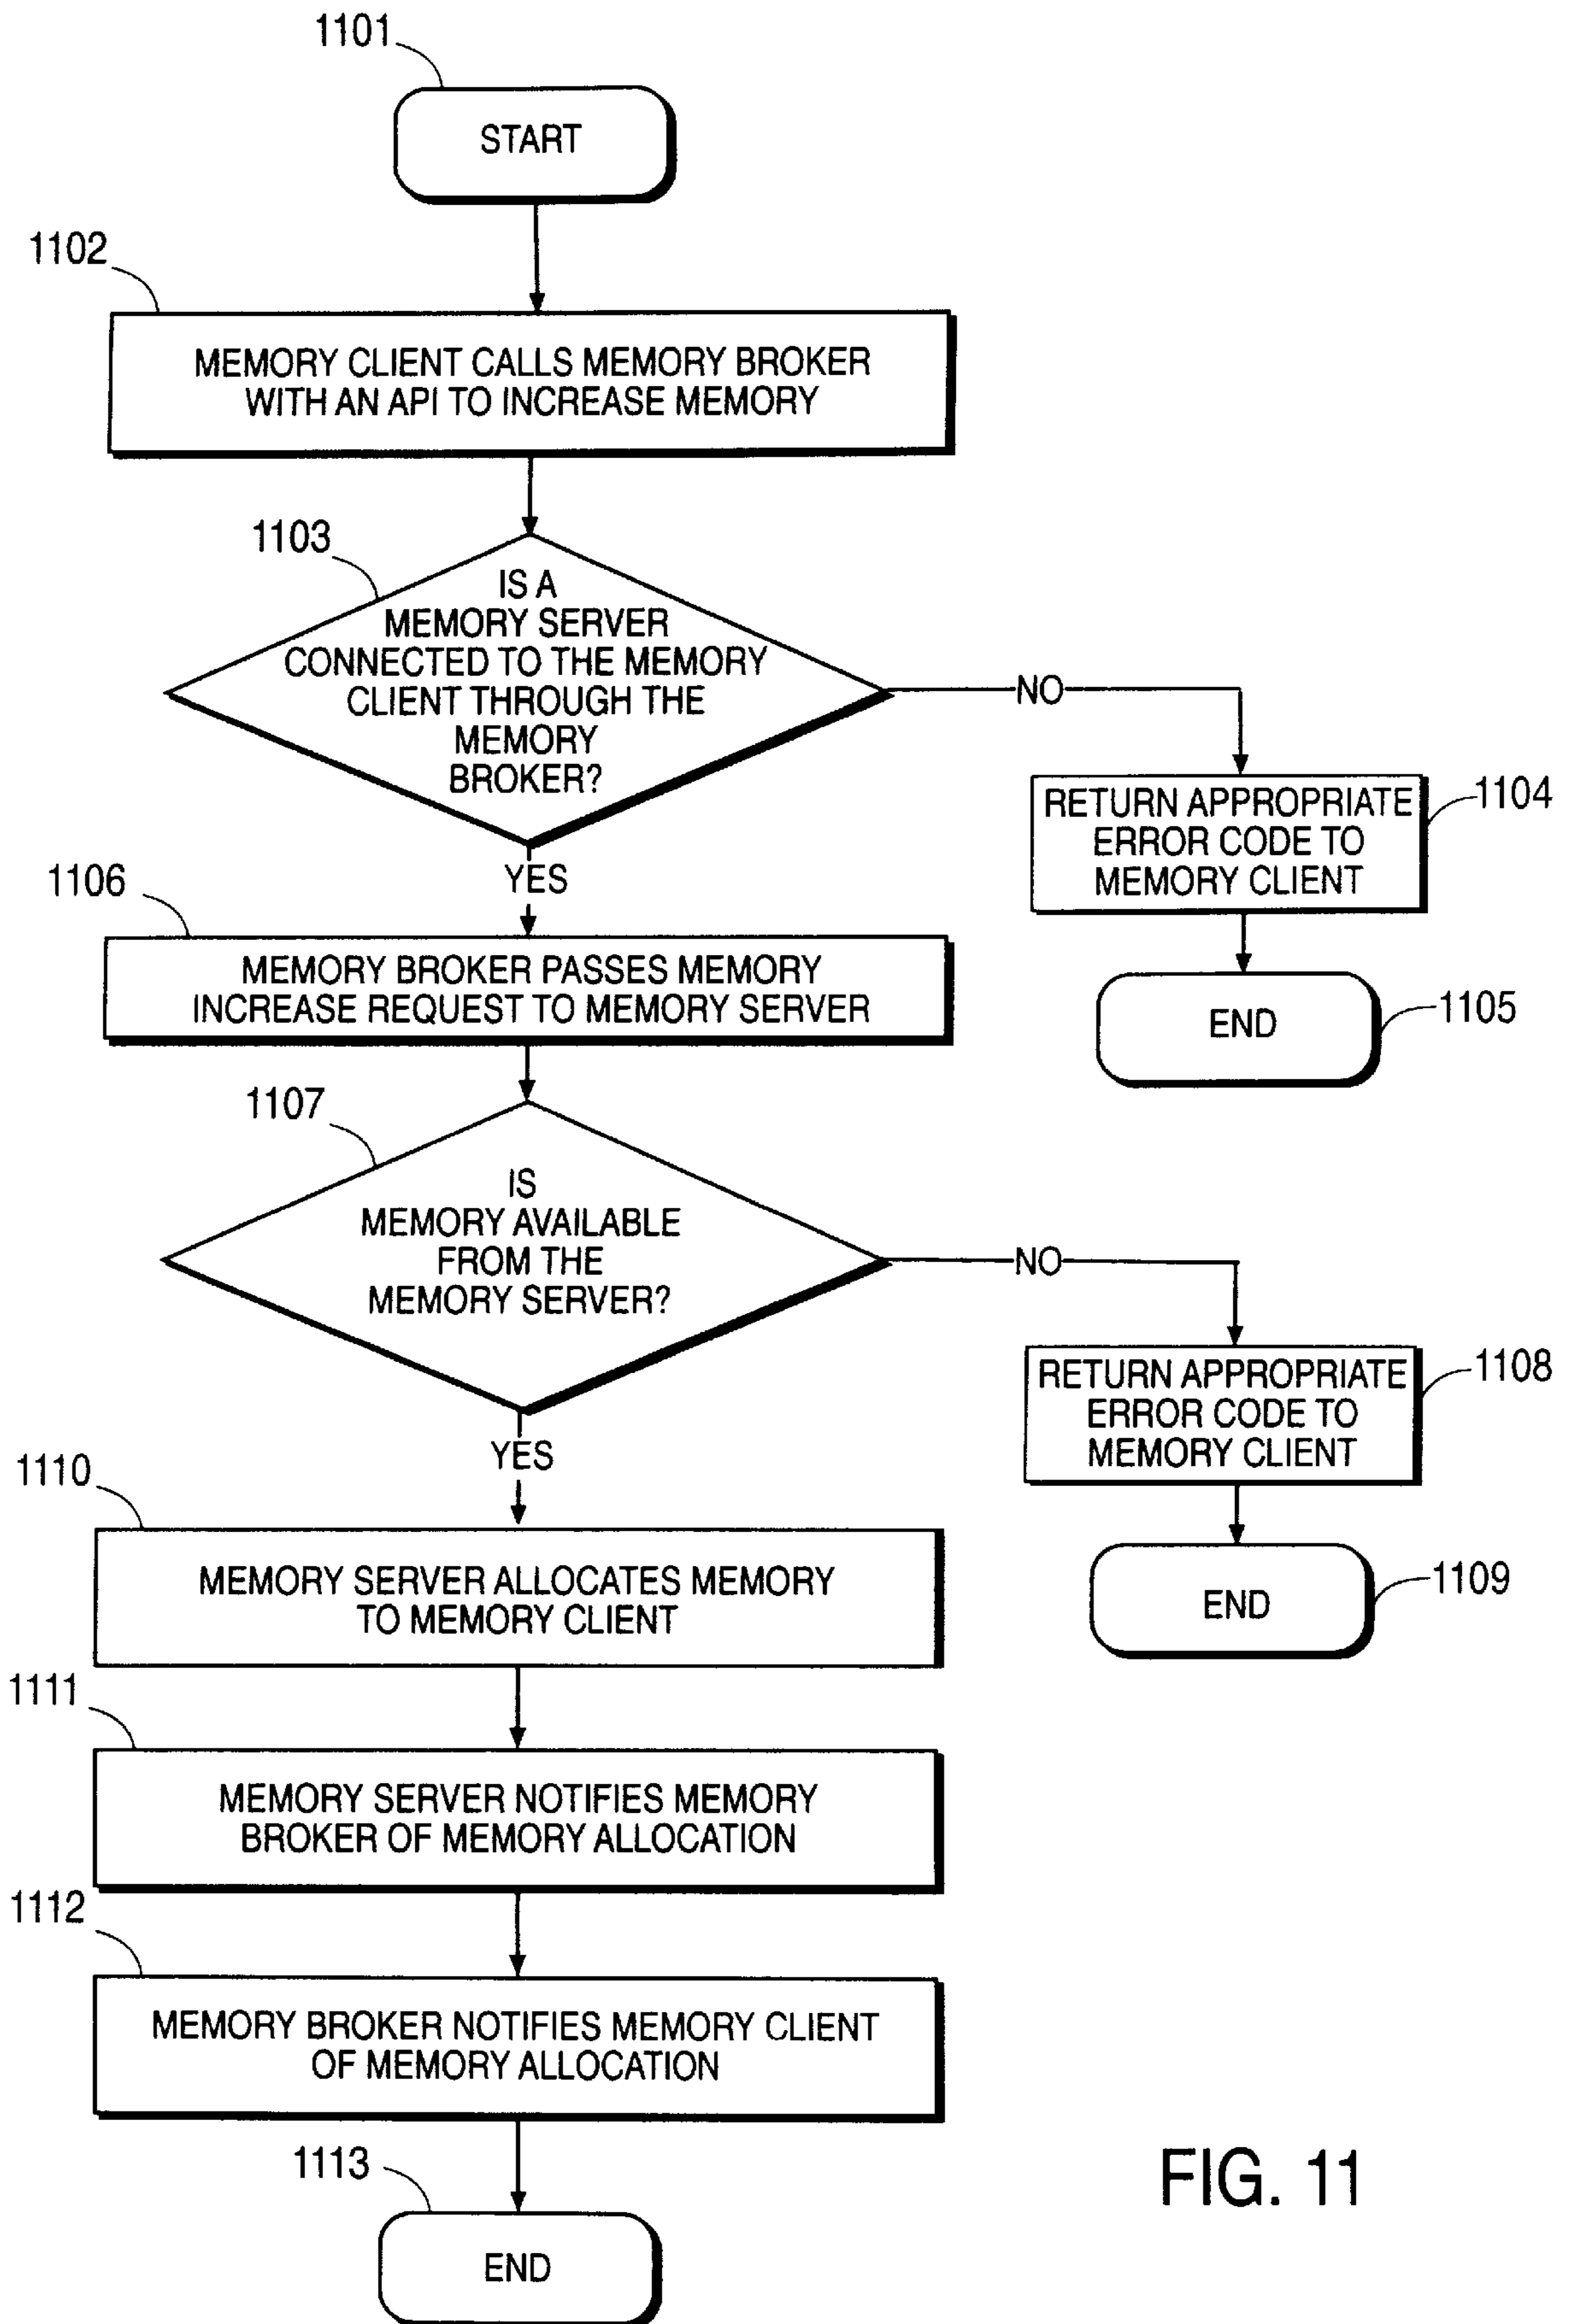 1101
START
1102
MEMORY CLIENT CALLS MEMORY BROKER
WITH AN API TO INCREASE MEMORY
1103
IS A
MEMORY SERVER
CONNECTED TO THE MEMORY
CLIENT THROUGH THE
MEMORY
BROKER?
NO
1104
RETURN APPROPRIATE
ERROR CODE TO
MEMORY CLIENT
YES
1105
END
1106
MEMORY BROKER PASSES MEMORY
INCREASE REQUEST TO MEMORY SERVER
1107
IS
MEMORY AVAILABLE
FROM THE
MEMORY SERVER?
NO
1108
RETURN APPROPRIATE
ERROR CODE TO
MEMORY CLIENT
YES
1109
END
1110
MEMORY SERVER ALLOCATES MEMORY
TO MEMORY CLIENT
1111
MEMORY SERVER NOTIFIES MEMORY
BROKER OF MEMORY ALLOCATION
1112
MEMORY BROKER NOTIFIES MEMORY CLIENT
OF MEMORY ALLOCATION
1113
END
FIG. 11